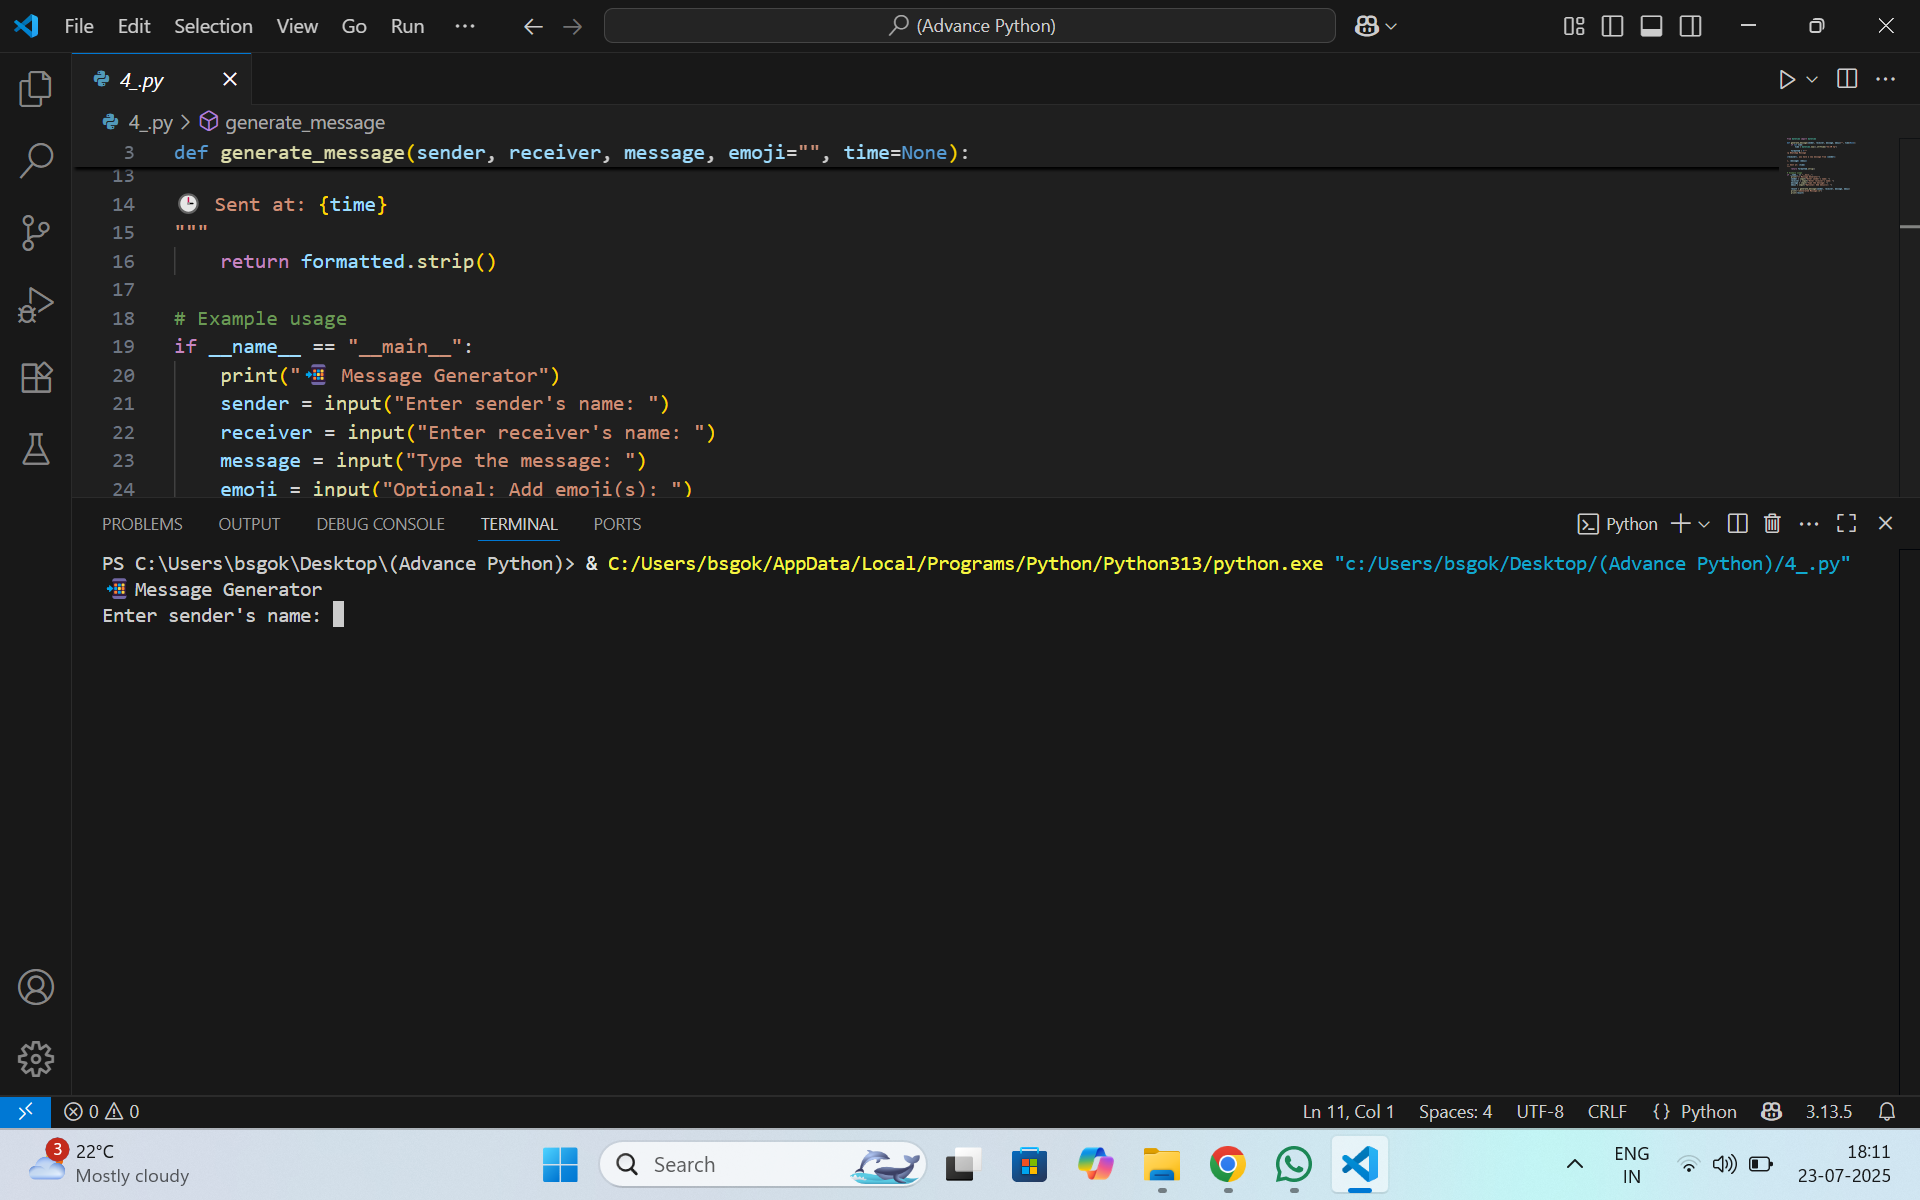 File Edit Selection View Go Run ···
(Advance Python)
4_.py
4_.py > generate_message
3 def generate_message(sender, receiver, message, emoji="", time=None):
13
14 🕒 Sent at: {time}
15 """
16 return formatted.strip()
17
18 # Example usage
19 if __name__ == "__main__":
20 print("📲 Message Generator")
21 sender = input("Enter sender's name: ")
22 receiver = input("Enter receiver's name: ")
23 message = input("Type the message: ")
24 emoji = input("Optional: Add emoji(s): ")
PROBLEMS OUTPUT DEBUG CONSOLE TERMINAL PORTS
Python
PS C:\Users\bsgok\Desktop\(Advance Python)> & C:/Users/bsgok/AppData/Local/Programs/Python/Python313/python.exe "c:/Users/bsgok/Desktop/(Advance Python)/4_.py"
📲 Message Generator
Enter sender's name:
0 0
Ln 11, Col 1 Spaces: 4 UTF-8 CRLF {} Python 3.13.5
3
22°C
Mostly cloudy
Search
ENG
IN
18:11
23-07-2025